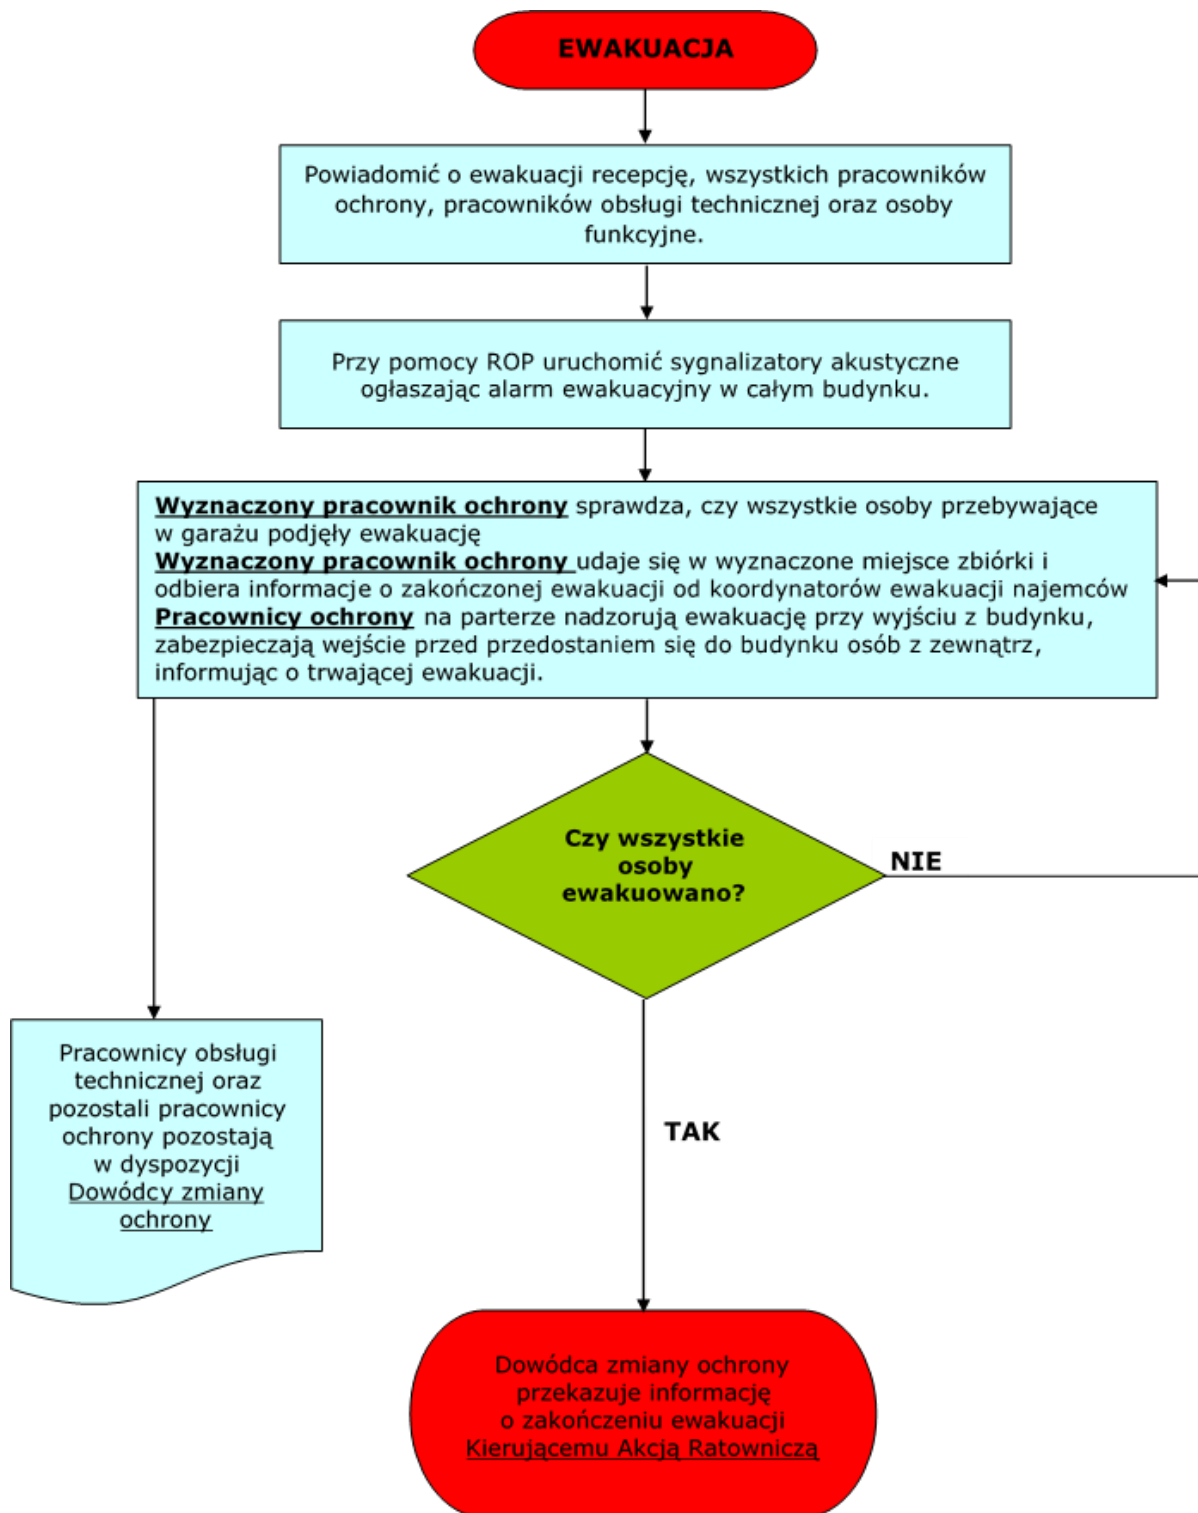 EWAKUACJA
Powiadomić o ewakuacji recepcję, wszystkich pracowników
ochrony, pracowników obsługi technicznej oraz osoby
funkcyjne.
Przy pomocy ROP uruchomić sygnalizatory akustyczne
ogłaszając alarm ewakuacyjny w całym budynku.
Wyznaczony pracownik ochrony sprawdza, czy wszystkie osoby przebywające
w garażu podjęły ewakuację
Wyznaczony pracownik ochrony udaje się w wyznaczone miejsce zbiórki i
odbiera informacje o zakończonej ewakuacji od koordynatorów ewakuacji najemców
Pracownicy ochrony na parterze nadzorują ewakuację przy wyjściu z budynku,
zabezpieczają wejście przed przedostaniem się do budynku osób z zewnątrz,
informując o trwającej ewakuacji.
Czy wszystkie
osoby
ewakuowano?
NIE
Pracownicy obsługi
technicznej oraz
pozostali pracownicy
ochrony pozostają
w dyspozycji
Dowódcy zmiany
ochrony
TAK
Dowódca zmiany ochrony
przekazuje informację
o zakończeniu ewakuacji
Kierującemu Akcją Ratowniczą